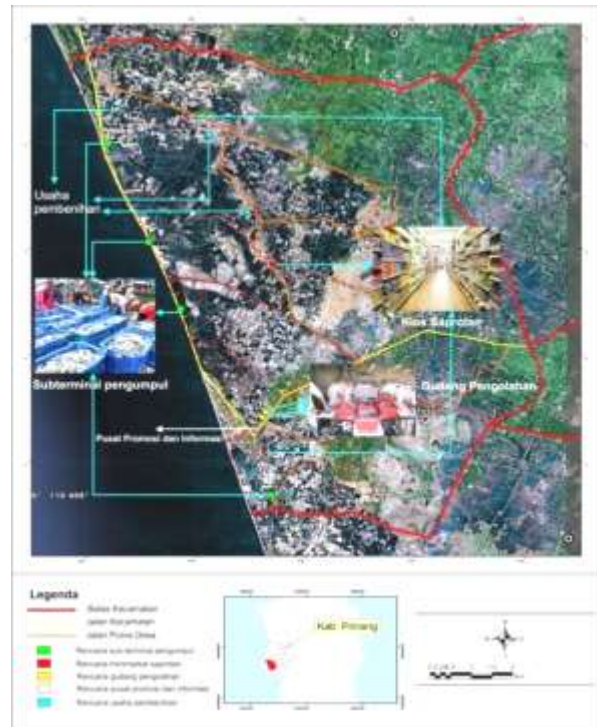 Usaha
pembenihan
Kios Saprotan
Subterminal pengumpul
Gudang Pengolahan
Pusat Promosi dan Informasi
Legenda
Batas Kecamatan
Jalan Kecamatan
Jalan Poros Desa
Rencana sub terminal pengumpul
Rencana minimarket saprotan
Rencana gudang pengolahan
Rencana pusat promosi dan informasi
Rencana usaha pembenihan
Kab. Pinrang